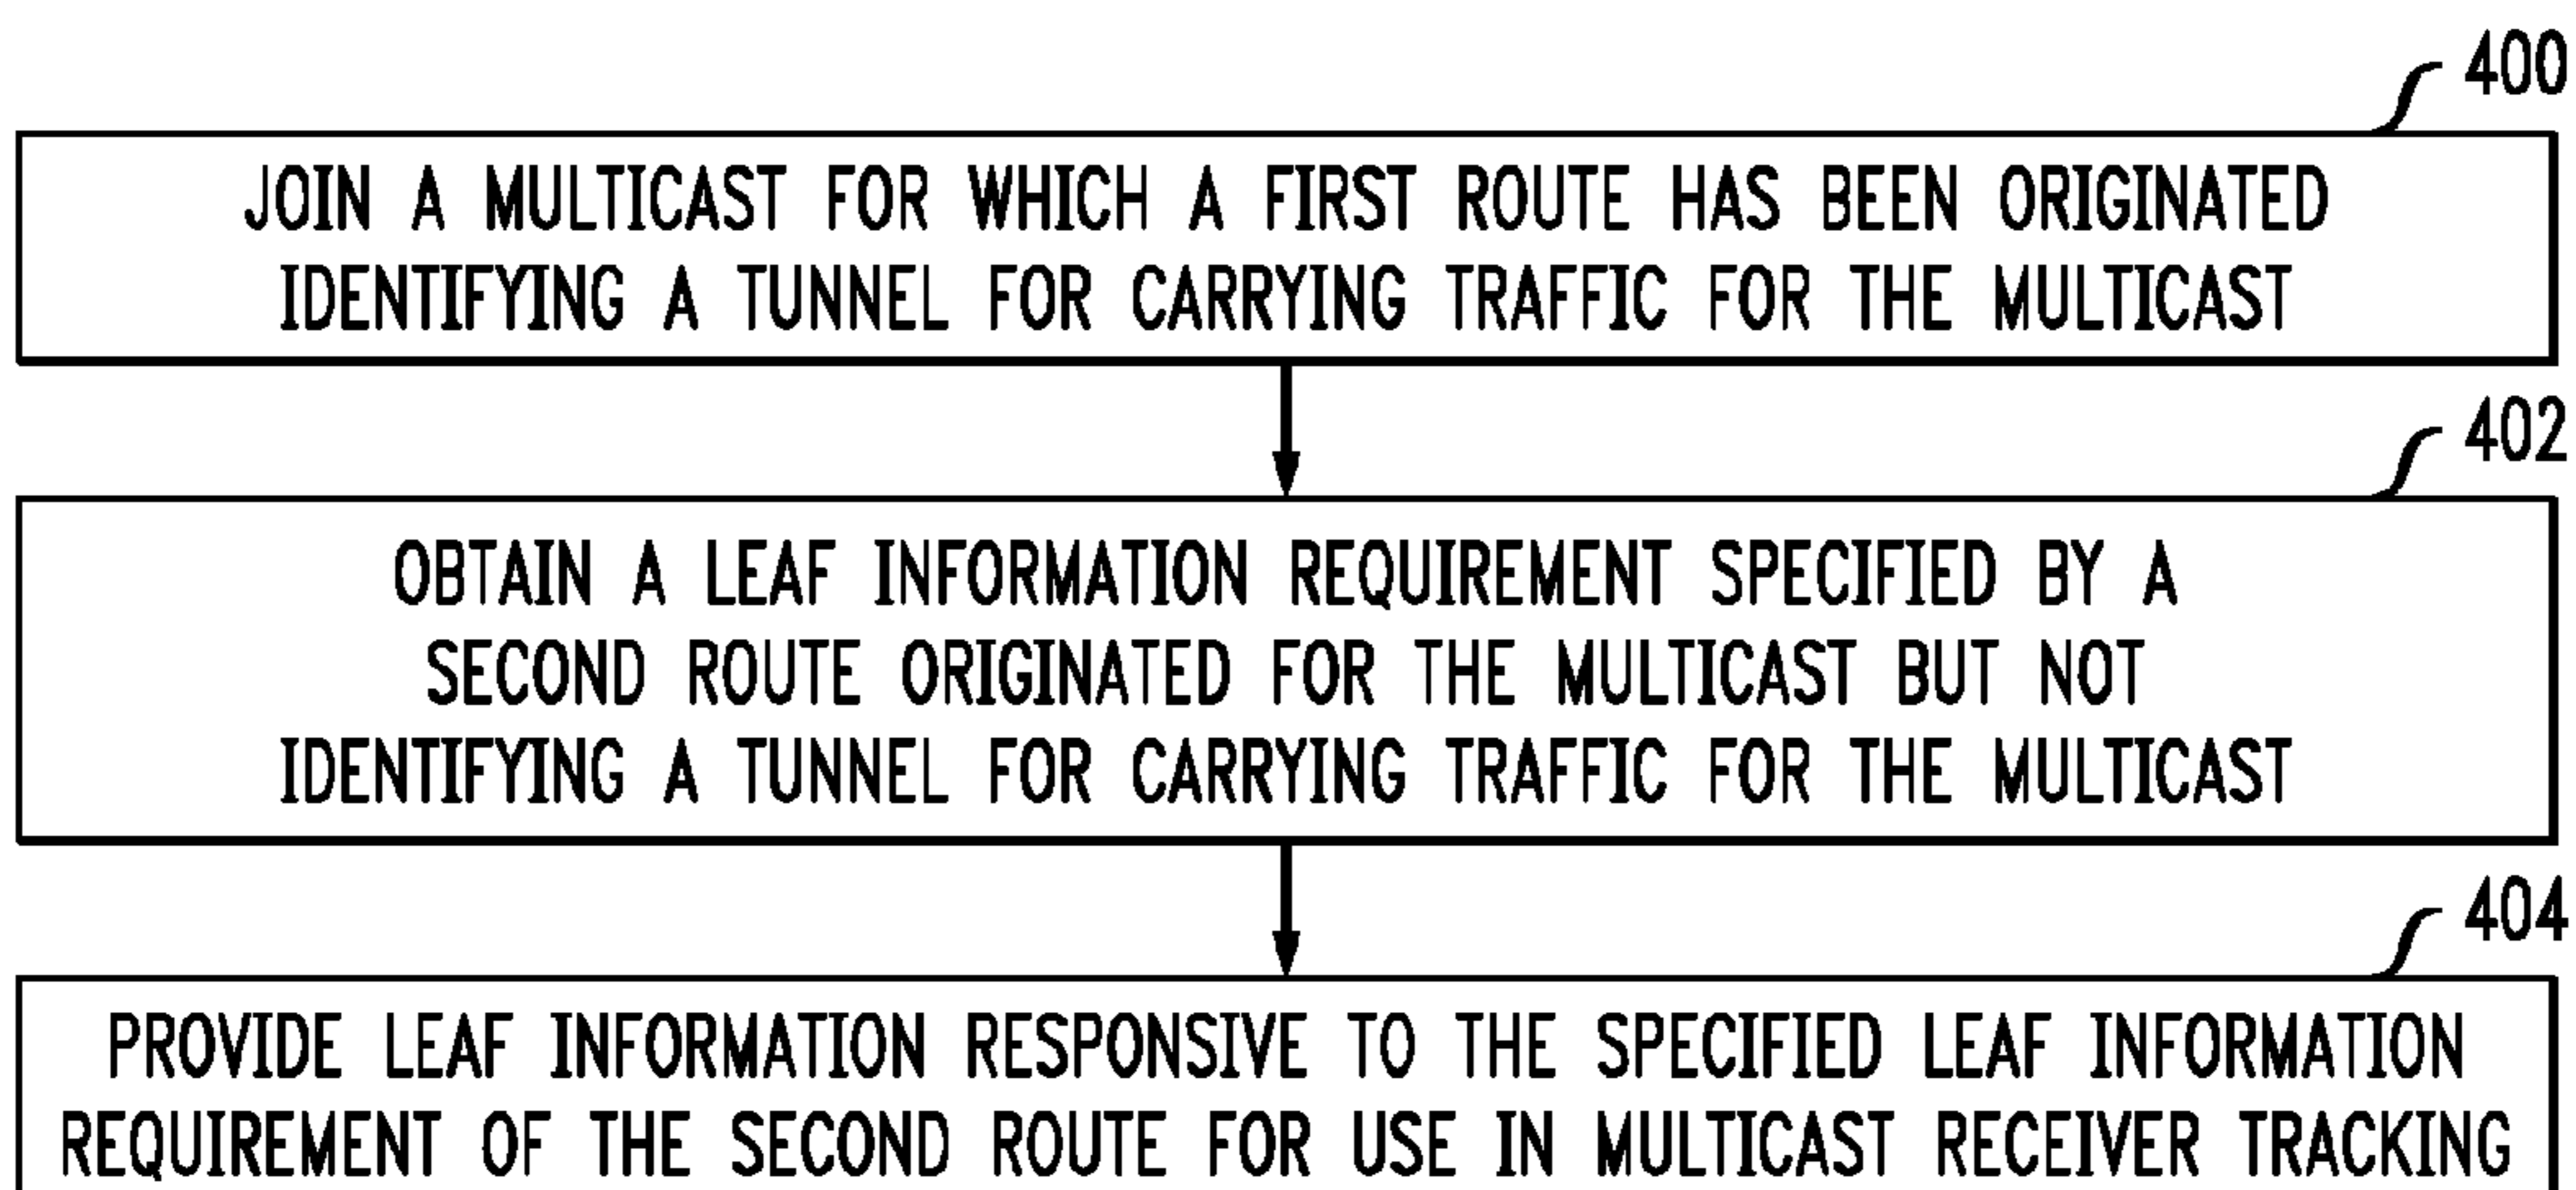 400
JOIN A MULTICAST FOR WHICH A FIRST ROUTE HAS BEEN ORIGINATED
IDENTIFYING A TUNNEL FOR CARRYING TRAFFIC FOR THE MULTICAST
402
OBTAIN A LEAF INFORMATION REQUIREMENT SPECIFIED BY A
SECOND ROUTE ORIGINATED FOR THE MULTICAST BUT NOT
IDENTIFYING A TUNNEL FOR CARRYING TRAFFIC FOR THE MULTICAST
404
PROVIDE LEAF INFORMATION RESPONSIVE TO THE SPECIFIED LEAF INFORMATION
REQUIREMENT OF THE SECOND ROUTE FOR USE IN MULTICAST RECEIVER TRACKING